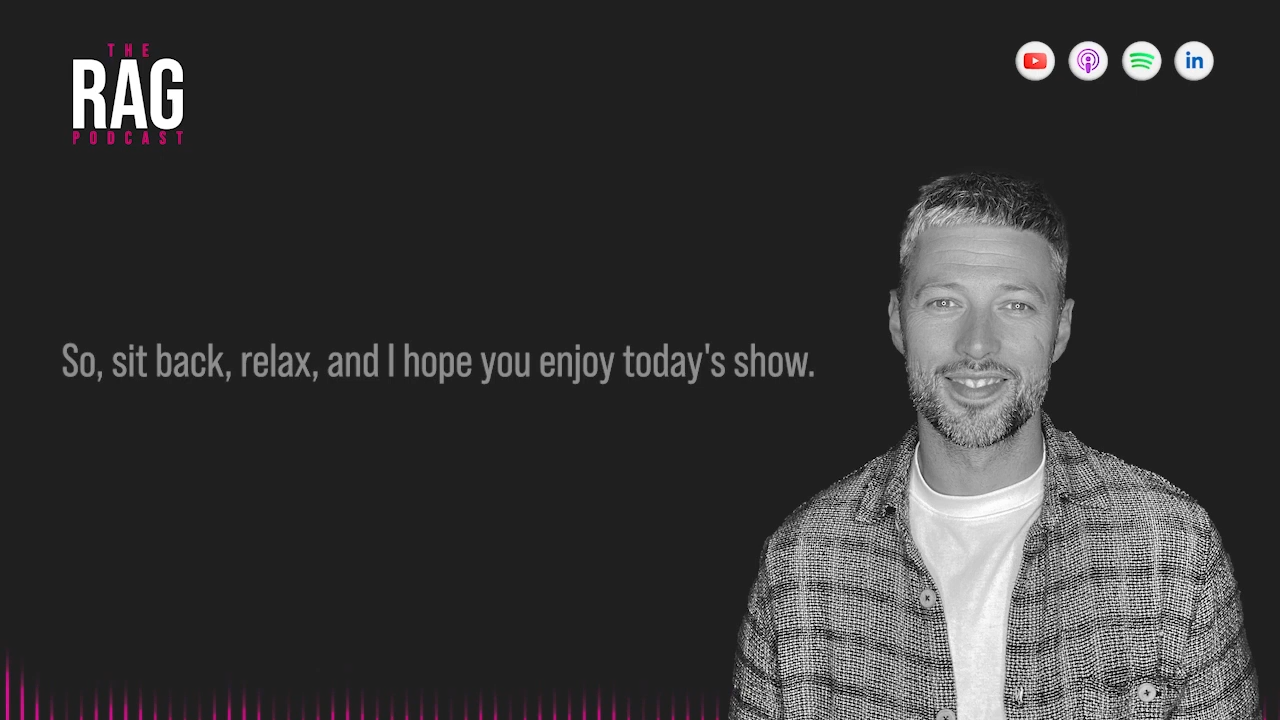 THE
RAG
PODCAST
in
So, sit back, relax, and I hope you enjoy today's show.